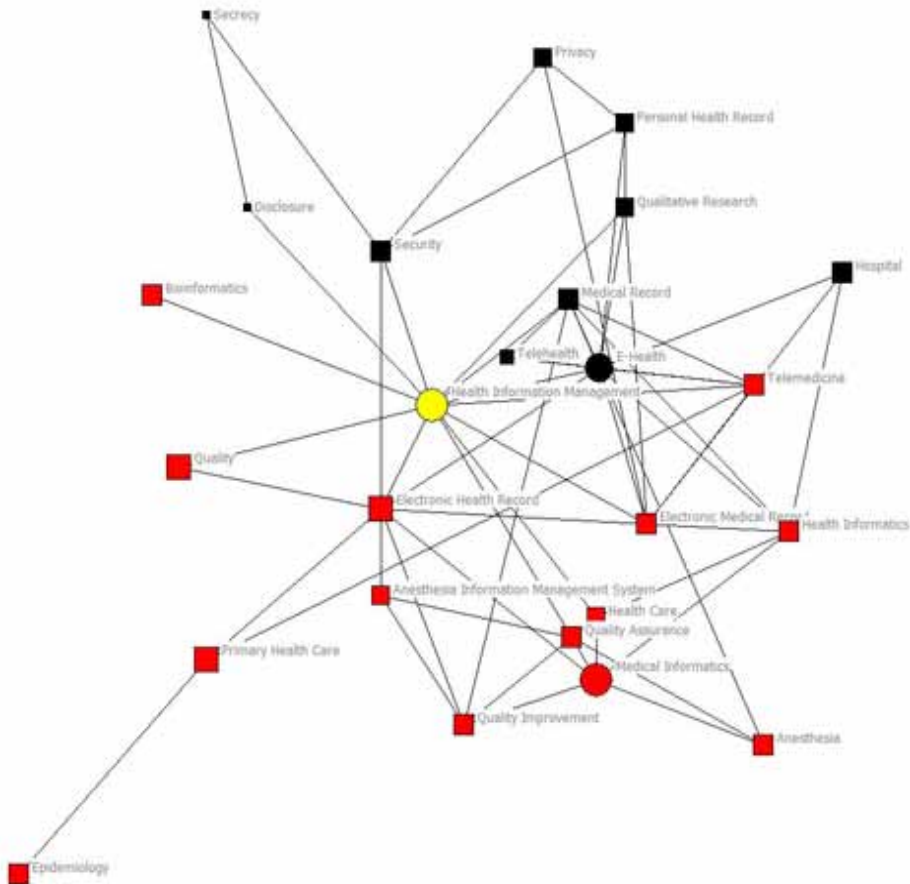 Secrecy
Privacy
Personal Health Record
Disclosure
Qualitative Research
Security
Hospital
Bioinformatics
Medical Record
Telehealth
E-Health
Telemedicine
Health Information Management
Quality
Electronic Health Record
Electronic Medical Recor
Health Informatics
Anesthesia Information Management System
Health Care
Quality Assurance
Primary Health Care
Medical Informatics
Quality Improvement
Anesthesia
Epidemiology